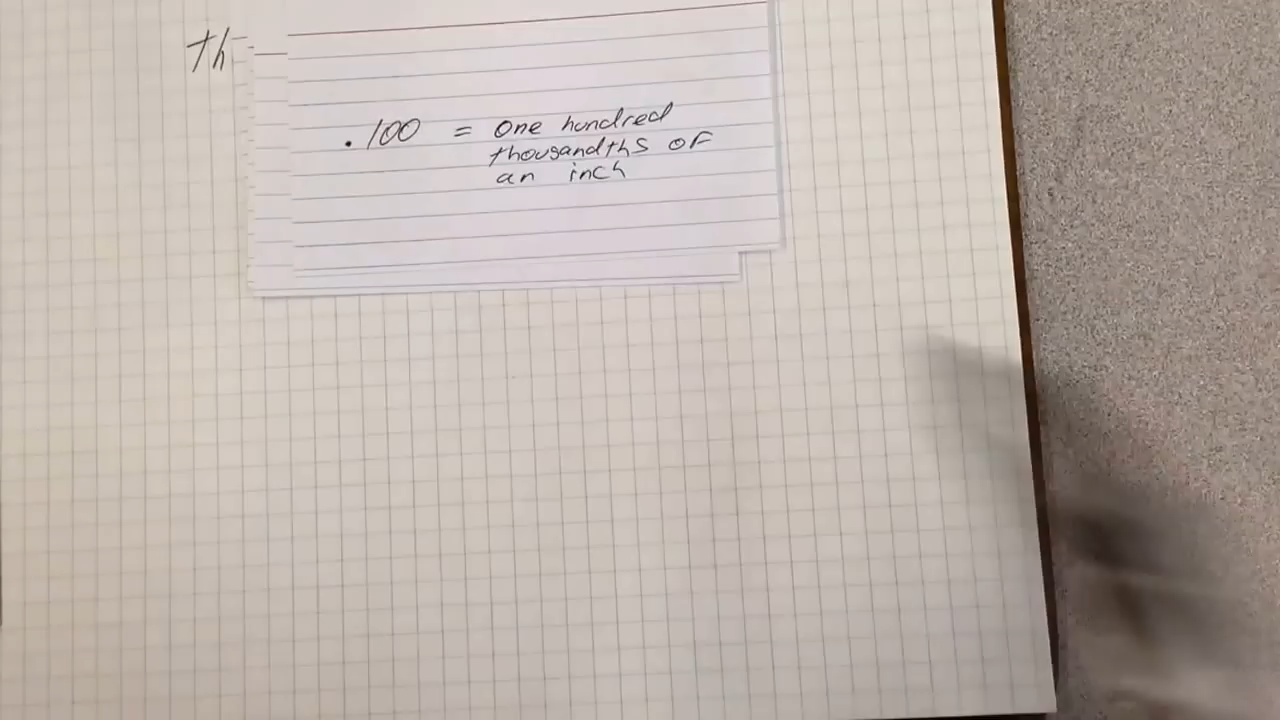 th
.100 = one hundred
thousandths of
an inch